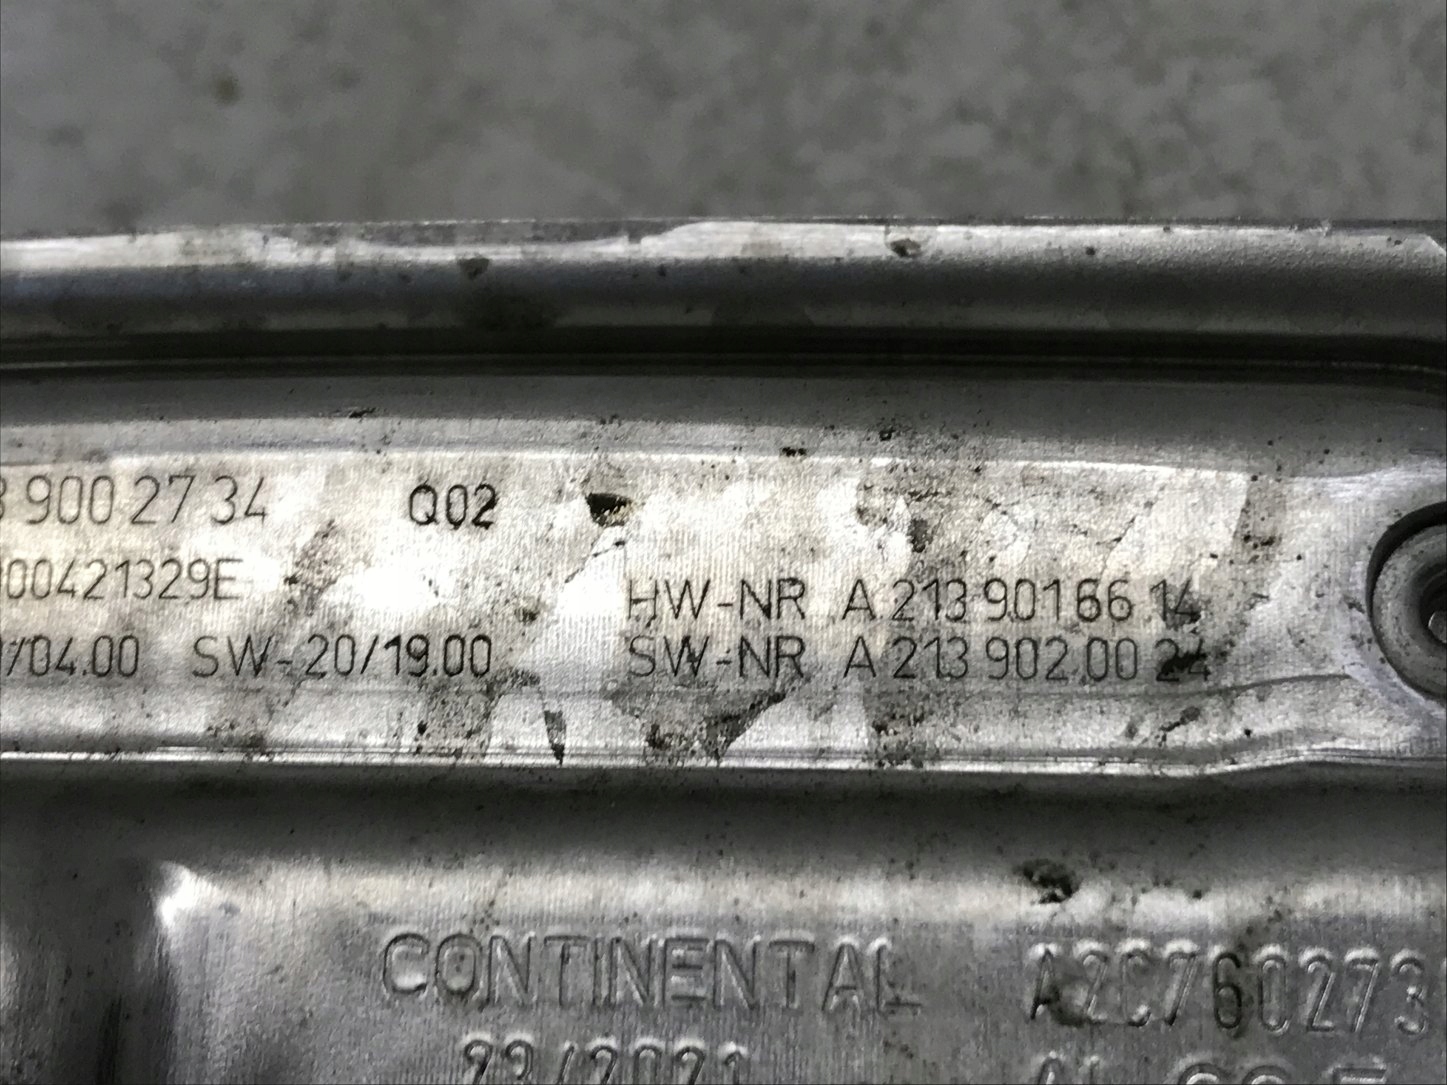 900 27 34 Q02
00421329E
HW-NR A 213 901 66 14
/04.00 SW-20/19.00
SW-NR A 213 902 00 24
CONTINENTAL A2C760273